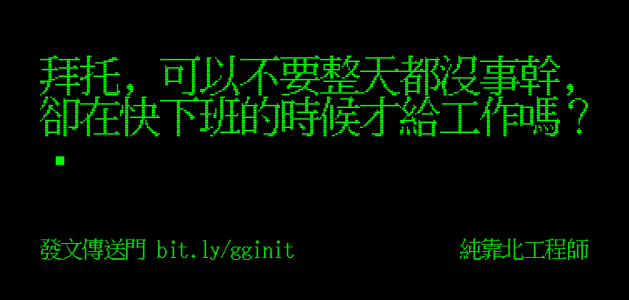 拜托，可以不要整天都沒事幹，
卻在快下班的時候才給工作嗎？
發文傳送門 bit.ly/gginit
純靠北工程師